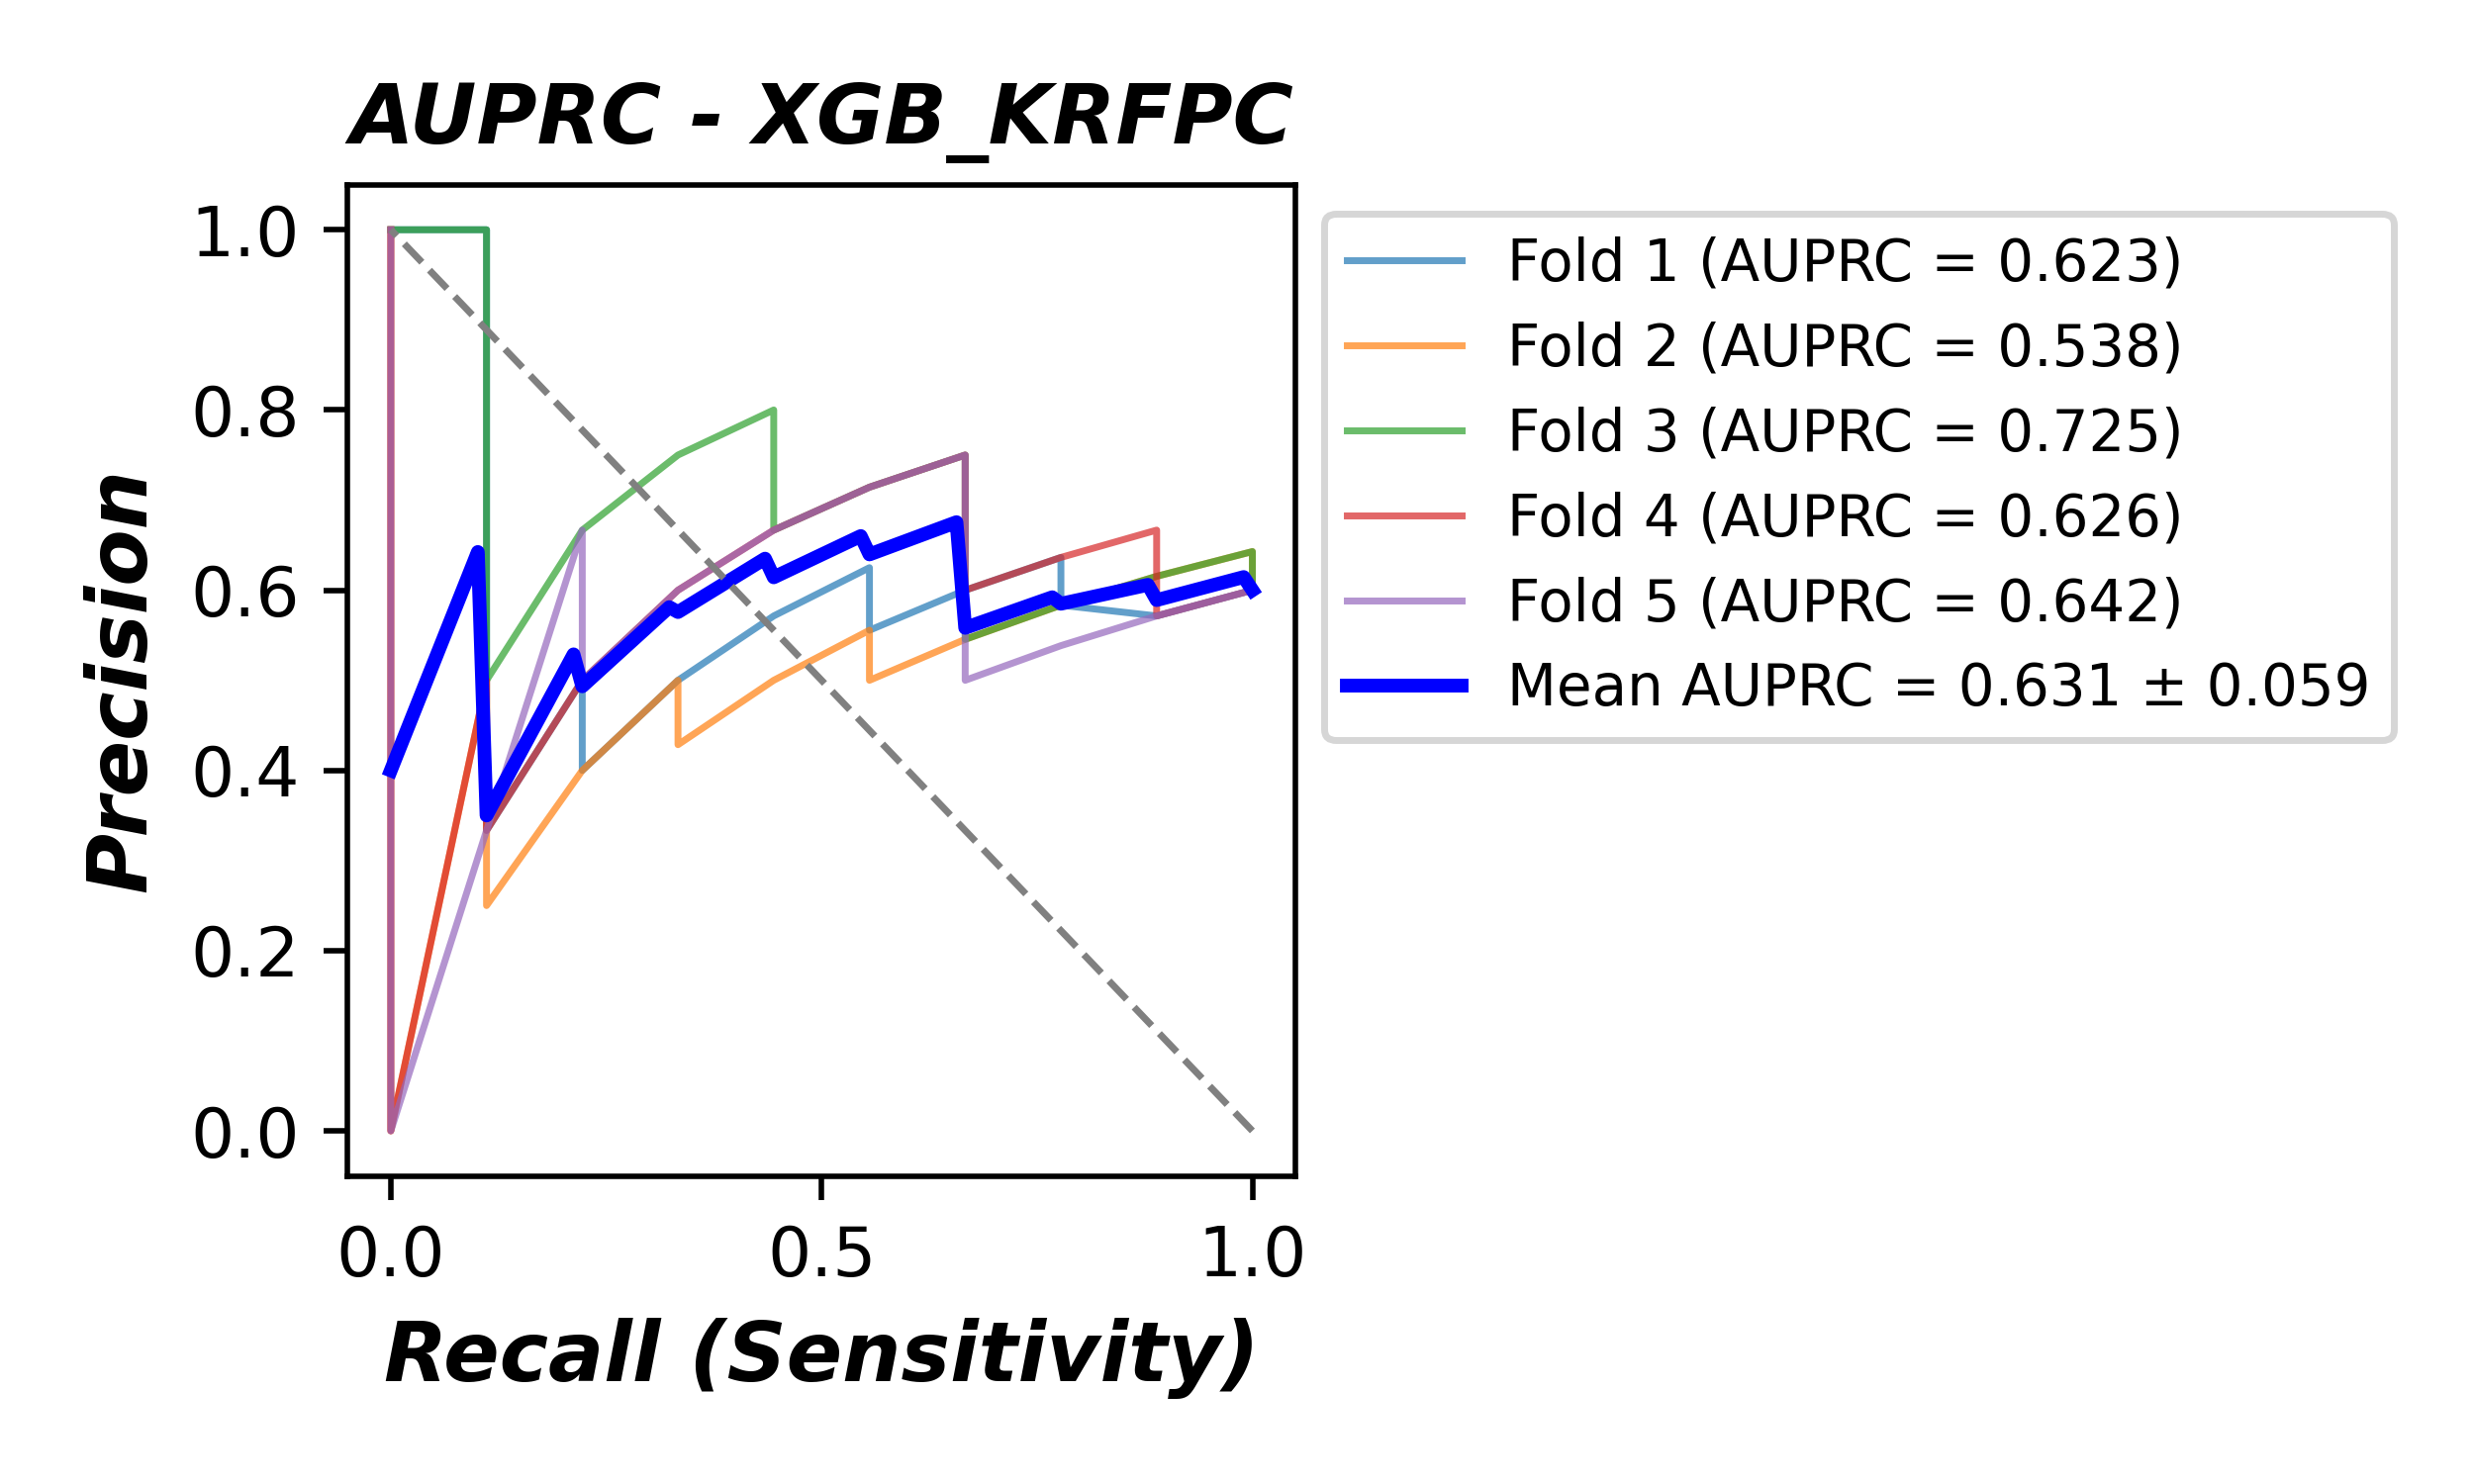 AUPRC - XGB_KRFPC
Precision
1.0
0.8
0.6
0.4
0.2
0.0
0.0 0.5 1.0
Recall (Sensitivity)
Fold 1 (AUPRC = 0.623)
Fold 2 (AUPRC = 0.538)
Fold 3 (AUPRC = 0.725)
Fold 4 (AUPRC = 0.626)
Fold 5 (AUPRC = 0.642)
Mean AUPRC = 0.631 ± 0.059